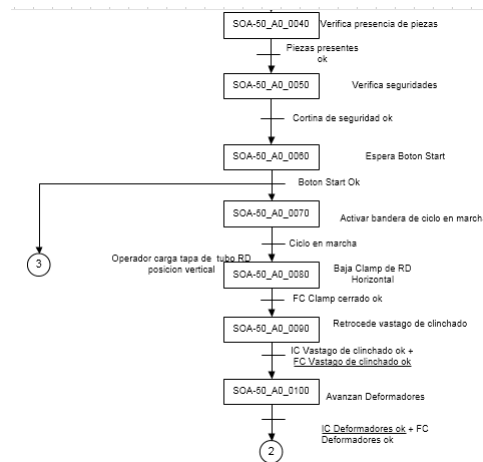 SOA-50_A0_0040 Verifica presencia de piezas
Piezas presentes
ok
SOA-50_A0_0050 Verifica seguridades
Cortina de seguridad ok
SOA-50_A0_0060 Espera Boton Start
Boton Start Ok
SOA-50_A0_0070 Activar bandera de ciclo en march
Ciclo en marcha
3
Operador carga tapa de tubo RD
posicion vertical
SOA-50_A0_0080 Baja Clamp de RD
Horizontal
FC Clamp cerrado ok
SOA-50_A0_0090 Retrocede vastago de clinchado
IC Vastago de clinchado ok +
FC Vastago de clinchado ok
SOA-50_A0_0100 Avanzan Deformadores
IC Deformadores ok + FC
Deformadores ok
2